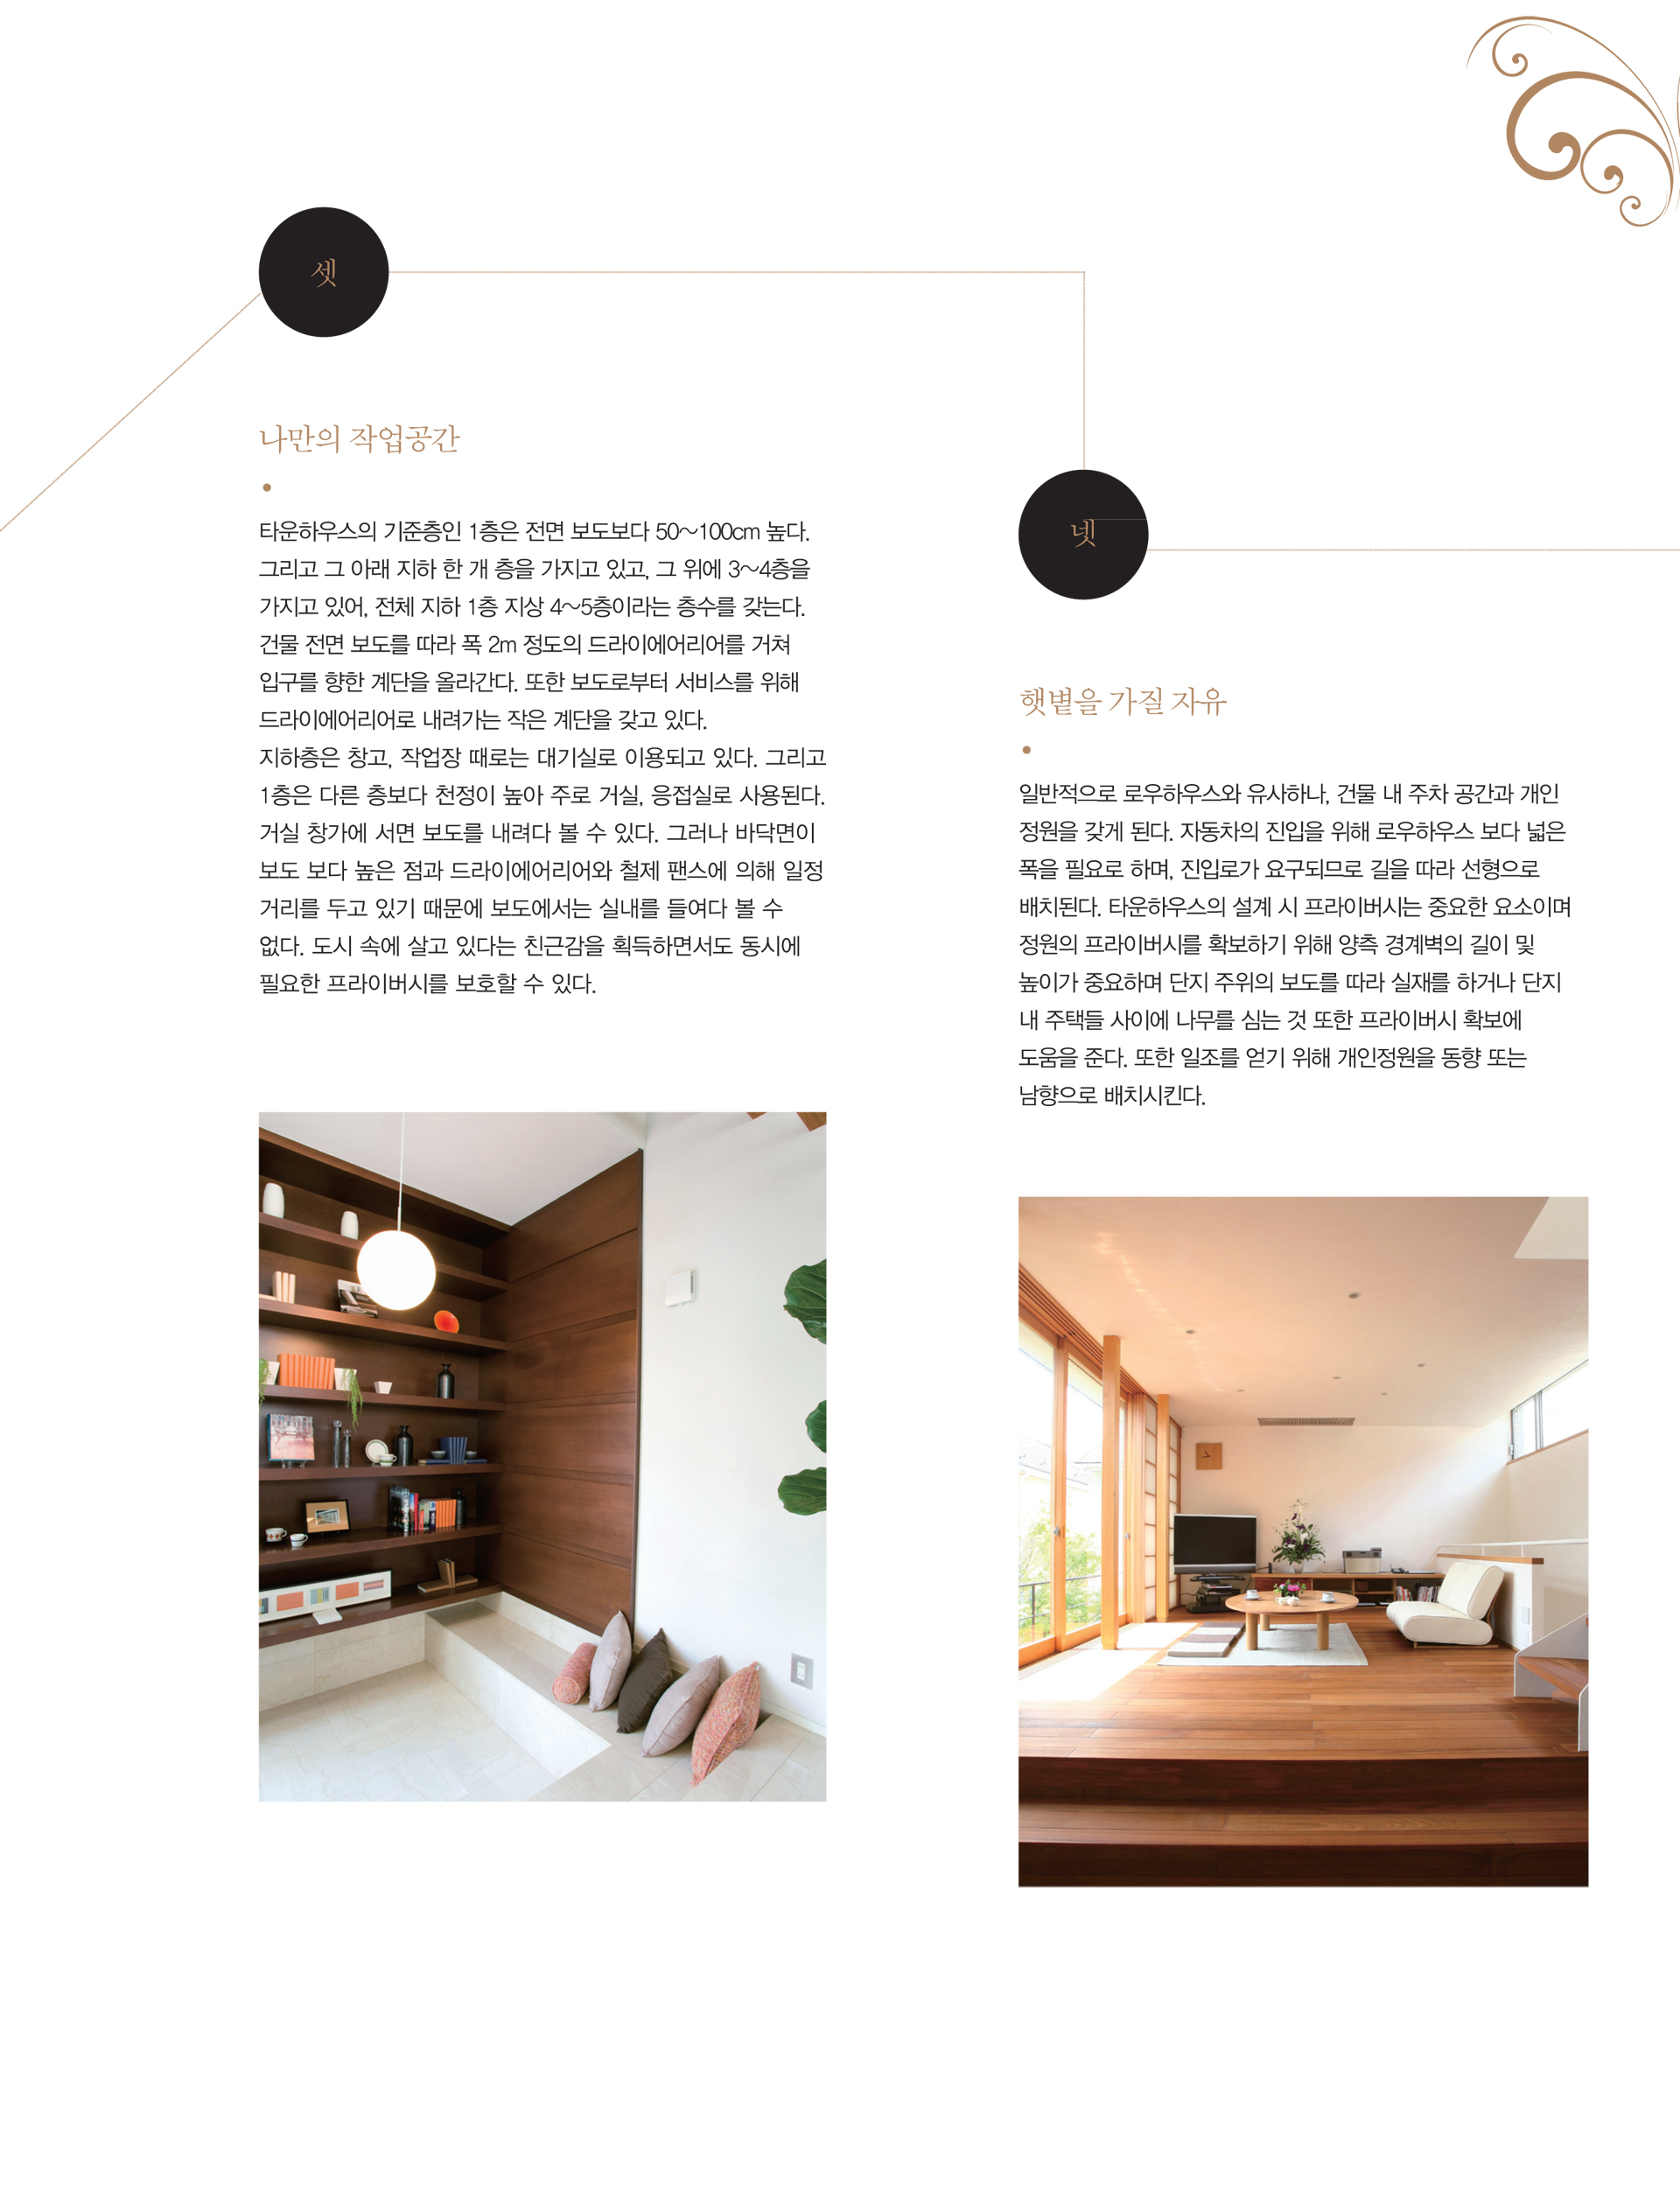 셋
나만의 작업공간
타운하우스의 기준층인 1층은 전면 보도보다 50～100cm 높다.
그리고 그 아래 지하 한 개 층을 가지고 있고, 그 위에 3～4층을
가지고 있어, 전체 지하 1층 지상 4～5층이라는 층수를 갖는다.
건물 전면 보도를 따라 폭 2m 정도의 드라이에어리어를 거쳐
입구를 향한 계단을 올라간다. 또한 보도로부터 서비스를 위해
드라이에어리어로 내려가는 작은 계단을 갖고 있다.
지하층은 창고, 작업장 때로는 대기실로 이용되고 있다. 그리고
1층은 다른 층보다 천정이 높아 주로 거실, 응접실로 사용된다.
거실 창가에 서면 보도를 내려다 볼 수 있다. 그러나 바닥면이
보도 보다 높은 점과 드라이에어리어와 철제 팬스에 의해 일정
거리를 두고 있기 때문에 보도에서는 실내를 들여다 볼 수
없다. 도시 속에 살고 있다는 친근감을 획득하면서도 동시에
필요한 프라이버시를 보호할 수 있다.
넷
햇볕을 가질 자유
일반적으로 로우하우스와 유사하나, 건물 내 주차 공간과 개인
정원을 갖게 된다. 자동차의 진입을 위해 로우하우스 보다 넓은
폭을 필요로 하며, 진입로가 요구되므로 길을 따라 선형으로
배치된다. 타운하우스의 설계 시 프라이버시는 중요한 요소이며
정원의 프라이버시를 확보하기 위해 양측 경계벽의 길이 및
높이가 중요하며 단지 주위의 보도를 따라 실재를 하거나 단지
내 주택들 사이에 나무를 심는 것 또한 프라이버시 확보에
도움을 준다. 또한 일조를 얻기 위해 개인정원을 동향 또는
남향으로 배치시킨다.